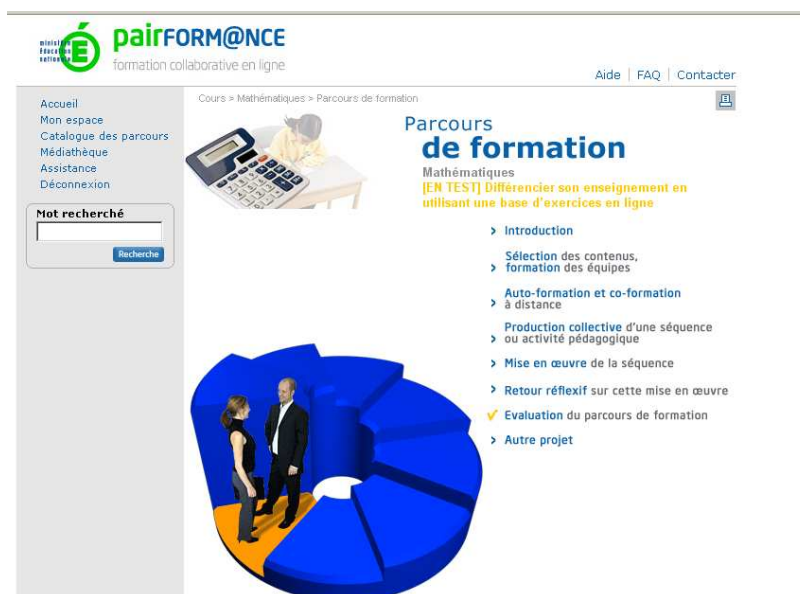 ministère
éducation
nationale
É
pairFORM@NCE
formation collaborative en ligne
Aide | FAQ | Contacter
Accueil
Mon espace
Catalogue des parcours
Médiathèque
Assistance
Déconnexion
Mot recherché
Recherche
Cours » Mathématiques » Parcours de formation
Parcours
de formation
Mathématiques
[EN TEST] Différencier son enseignement en
utilisant une base d'exercices en ligne
Introduction
Sélection des contenus,
formation des équipes
Auto-formation et co-formation
à distance
Production collective d'une séquence
ou activité pédagogique
Mise en œuvre de la séquence
Retour réflexif sur cette mise en œuvre
Evaluation du parcours de formation
Autre projet